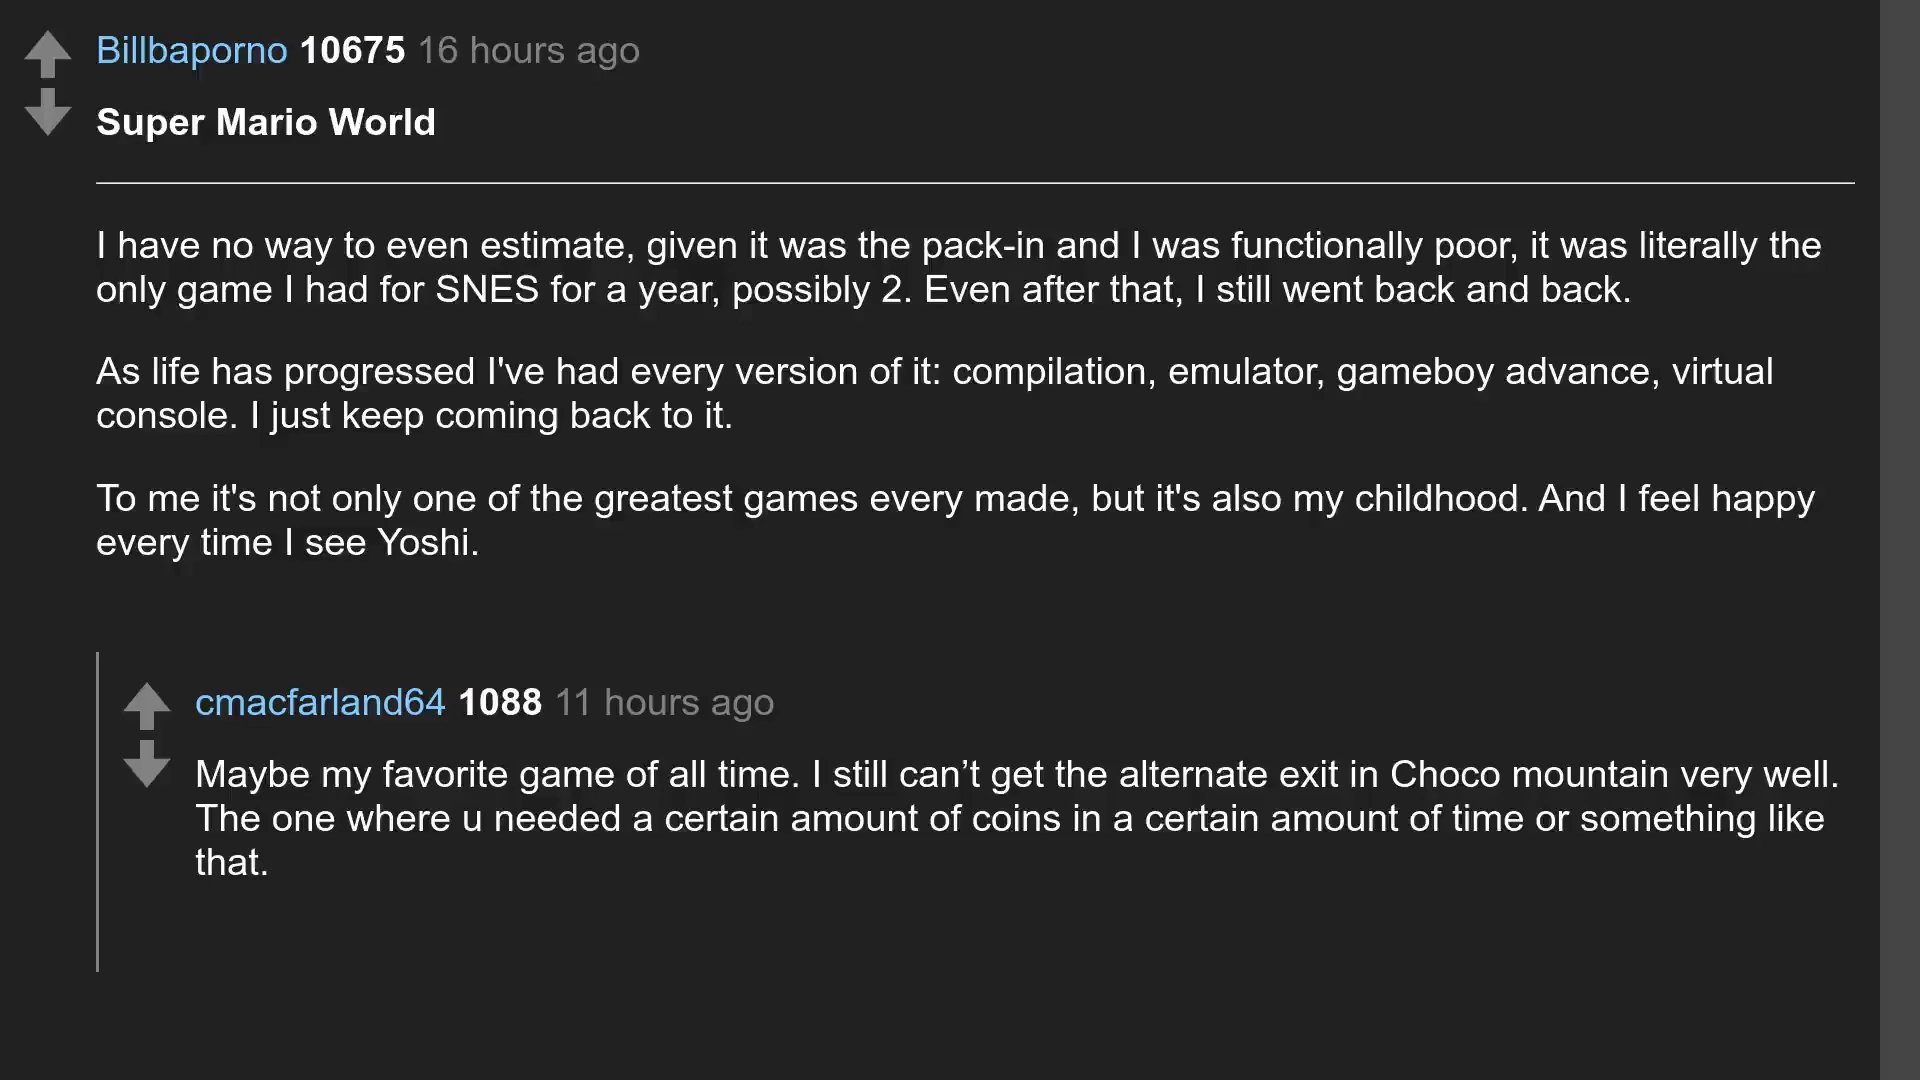 Billbaporno 10675 16 hours ago
Super Mario World
I have no way to even estimate, given it was the pack-in and I was functionally poor, it was literally the
only game I had for SNES for a year, possibly 2. Even after that, I still went back and back.
As life has progressed I've had every version of it: compilation, emulator, gameboy advance, virtual
console. I just keep coming back to it.
To me it's not only one of the greatest games every made, but it's also my childhood. And I feel happy
every time I see Yoshi.
cmacfarland64 1088 11 hours ago
Maybe my favorite game of all time. I still can’t get the alternate exit in Choco mountain very well.
The one where u needed a certain amount of coins in a certain amount of time or something like
that.